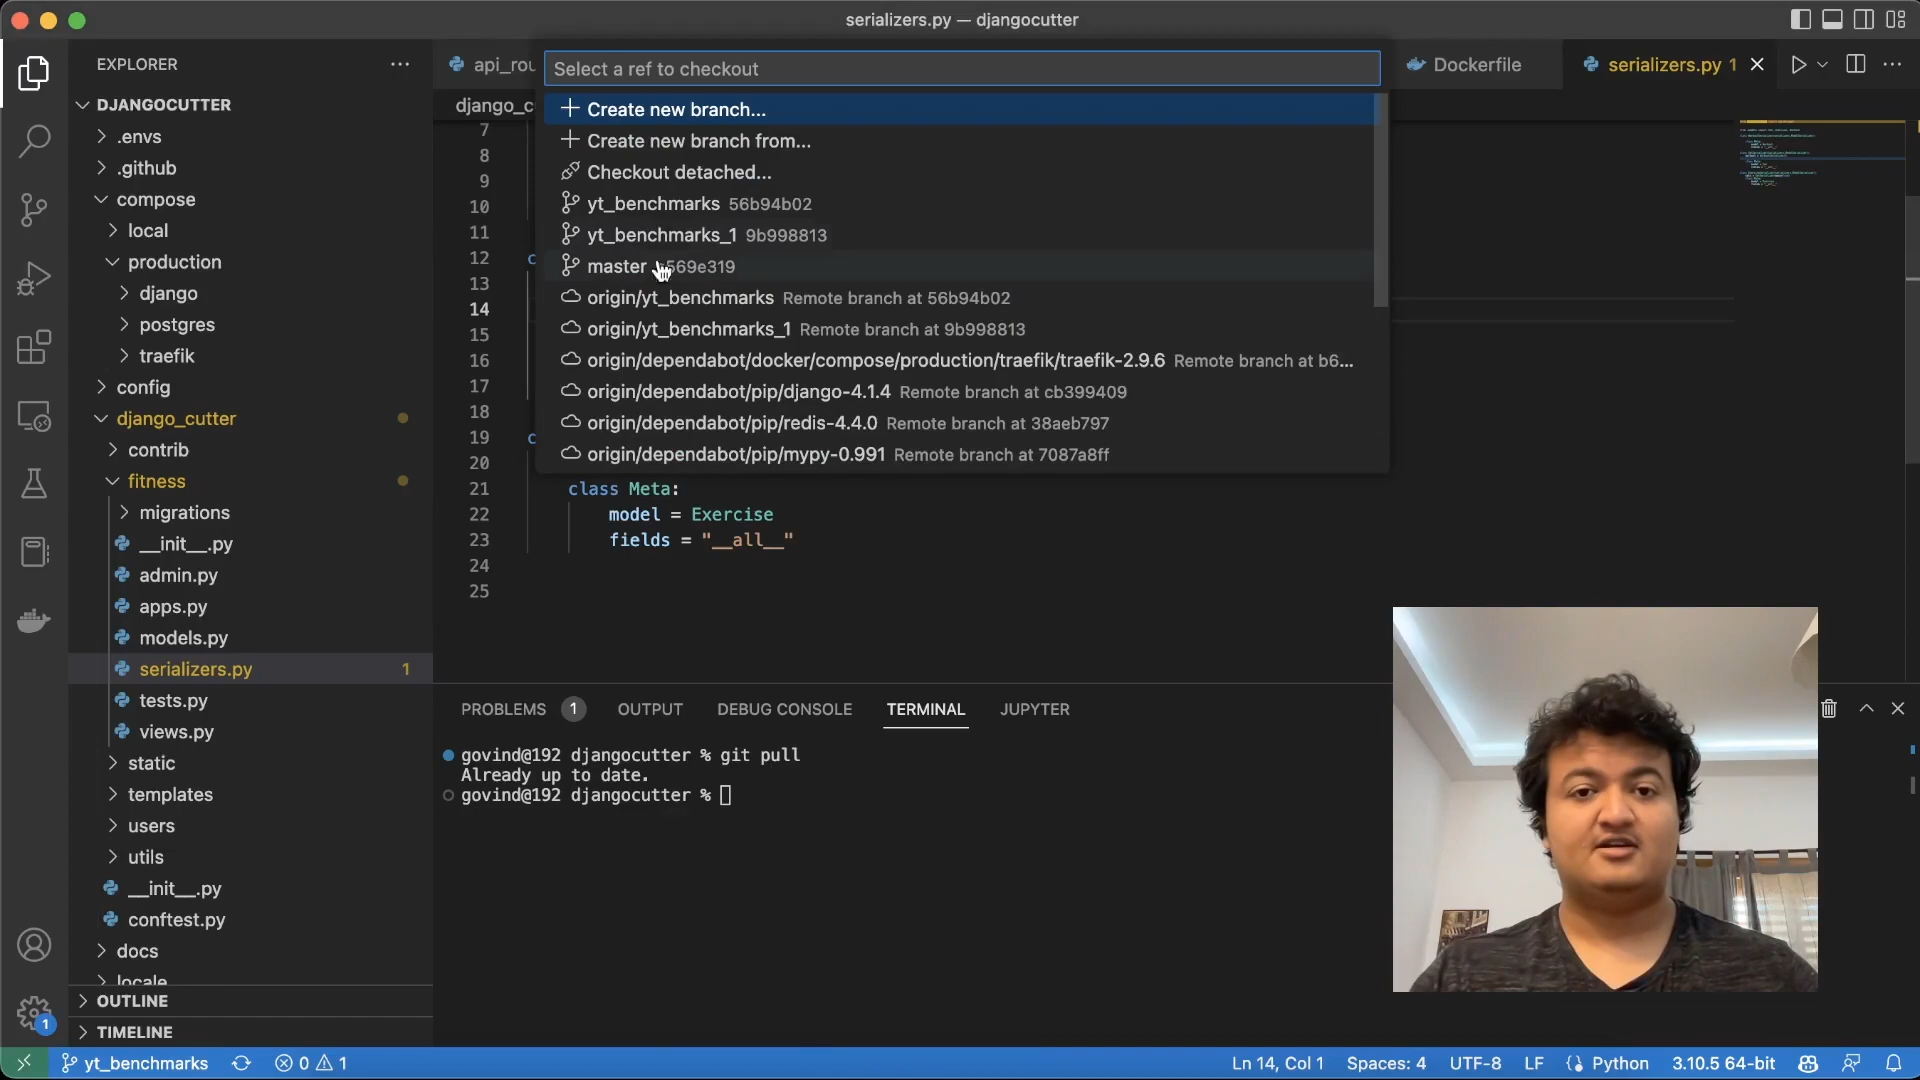 serializers.py — djangocutter
EXPLORER
DJANGOCUTTER
.envs
.github
compose
local
production
django
postgres
traefik
config
django_cutter
contrib
fitness
migrations
__init__.py
admin.py
apps.py
models.py
serializers.py 1
tests.py
views.py
static
templates
users
utils
__init__.py
conftest.py
docs
locale
OUTLINE
TIMELINE
api_rou
Dockerfile
serializers.py 1
django_c
Select a ref to checkout
Create new branch...
Create new branch from...
Checkout detached...
yt_benchmarks 56b94b02
yt_benchmarks_1 9b998813
master 569e319
origin/yt_benchmarks Remote branch at 56b94b02
origin/yt_benchmarks_1 Remote branch at 9b998813
origin/dependabot/docker/compose/production/traefik/traefik-2.9.6 Remote branch at b6...
origin/dependabot/pip/django-4.1.4 Remote branch at cb399409
origin/dependabot/pip/redis-4.4.0 Remote branch at 38aeb797
origin/dependabot/pip/mypy-0.991 Remote branch at 7087a8ff
7
8
9
10
11
12 c
13
14
15
16
17
18
19 c
20
21 class Meta:
22 model = Exercise
23 fields = "__all__"
24
25
PROBLEMS 1 OUTPUT DEBUG CONSOLE TERMINAL JUPYTER
govind@192 djangocutter % git pull
Already up to date.
govind@192 djangocutter %
1
yt_benchmarks 0 1 Ln 14, Col 1 Spaces: 4 UTF-8 LF Python 3.10.5 64-bit